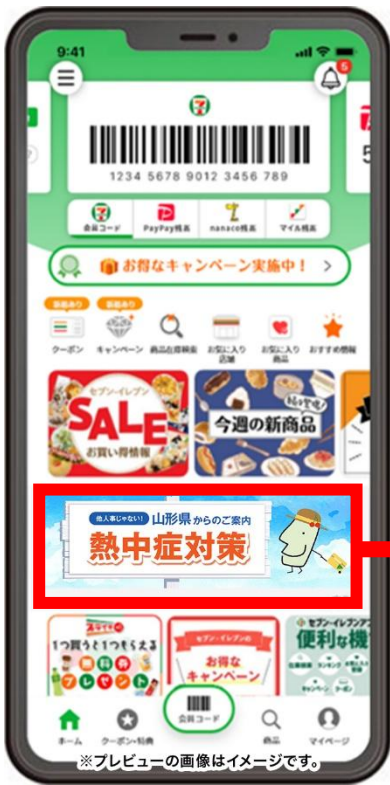 9:41
5
1234 5678 9012 3456 789
会員コード
PayPay残高
nanaco残高
マイル残高
お得なキャンペーン実施中！
新着あり
新着あり
クーポン
キャンペーン
商品在庫検索
お気に入り
店舗
お気に入り
商品
おすすめ情報
セブン‐イレブン
SALE
お買い得情報
今週の新商品
他人事じゃない！
山形県からのご案内
熱中症対策
1つ買うと1つもらえる
無料券
プレゼント
セブン‐イレブンの
お得な
キャンペーン
セブン‐イレブンアプ
便利な機
会員コード
ホーム
クーポン・特典
商品
マイページ
※プレビューの画像はイメージです。